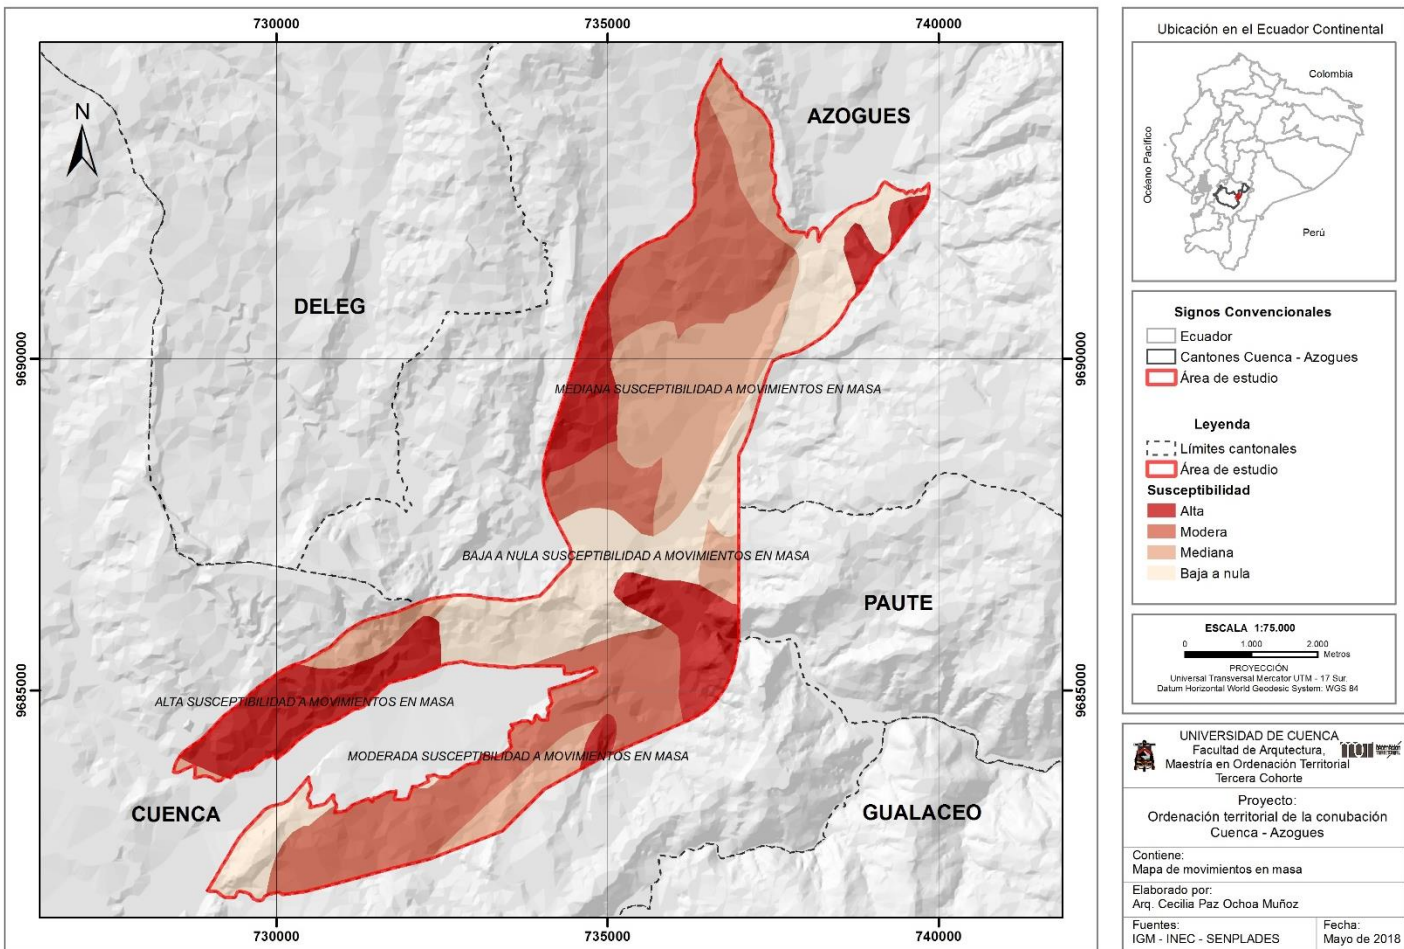 730000
735000
740000
N
AZOGUES
DELEG
9690000
9690000
MEDIANA SUSCEPTIBILIDAD A MOVIMIENTOS EN MASA
BAJA A NULA SUSCEPTIBILIDAD A MOVIMIENTOS EN MASA
PAUTE
9685000
9685000
ALTA SUSCEPTIBILIDAD A MOVIMIENTOS EN MASA
MODERADA SUSCEPTIBILIDAD A MOVIMIENTOS EN MASA
CUENCA
GUALACEO
730000
735000
740000
Ubicación en el Ecuador Continental
Colombia
Océano Pacífico
Perú
Signos Convencionales
Ecuador
Cantones Cuenca - Azogues
Área de estudio
Leyenda
Límites cantonales
Área de estudio
Susceptibilidad
Alta
Modera
Mediana
Baja a nula
ESCALA 1:75.000
0 1.000 2.000
Metros
PROYECCIÓN
Universal Transversal Mercator UTM - 17 Sur.
Datum Horizontal World Geodesic System: WGS 84
UNIVERSIDAD DE CUENCA
Facultad de Arqutectura,
Maestría en Ordenación Territorial
Tercera Cohorte
Proyecto:
Ordenación territorial de la conubación
Cuenca - Azogues
Contiene:
Mapa de movimientos en masa
Elaborado por:
Arq. Cecilia Paz Ochoa Muñoz
Fuentes:
IGM - INEC - SENPLADES
Fecha:
Mayo de 2018